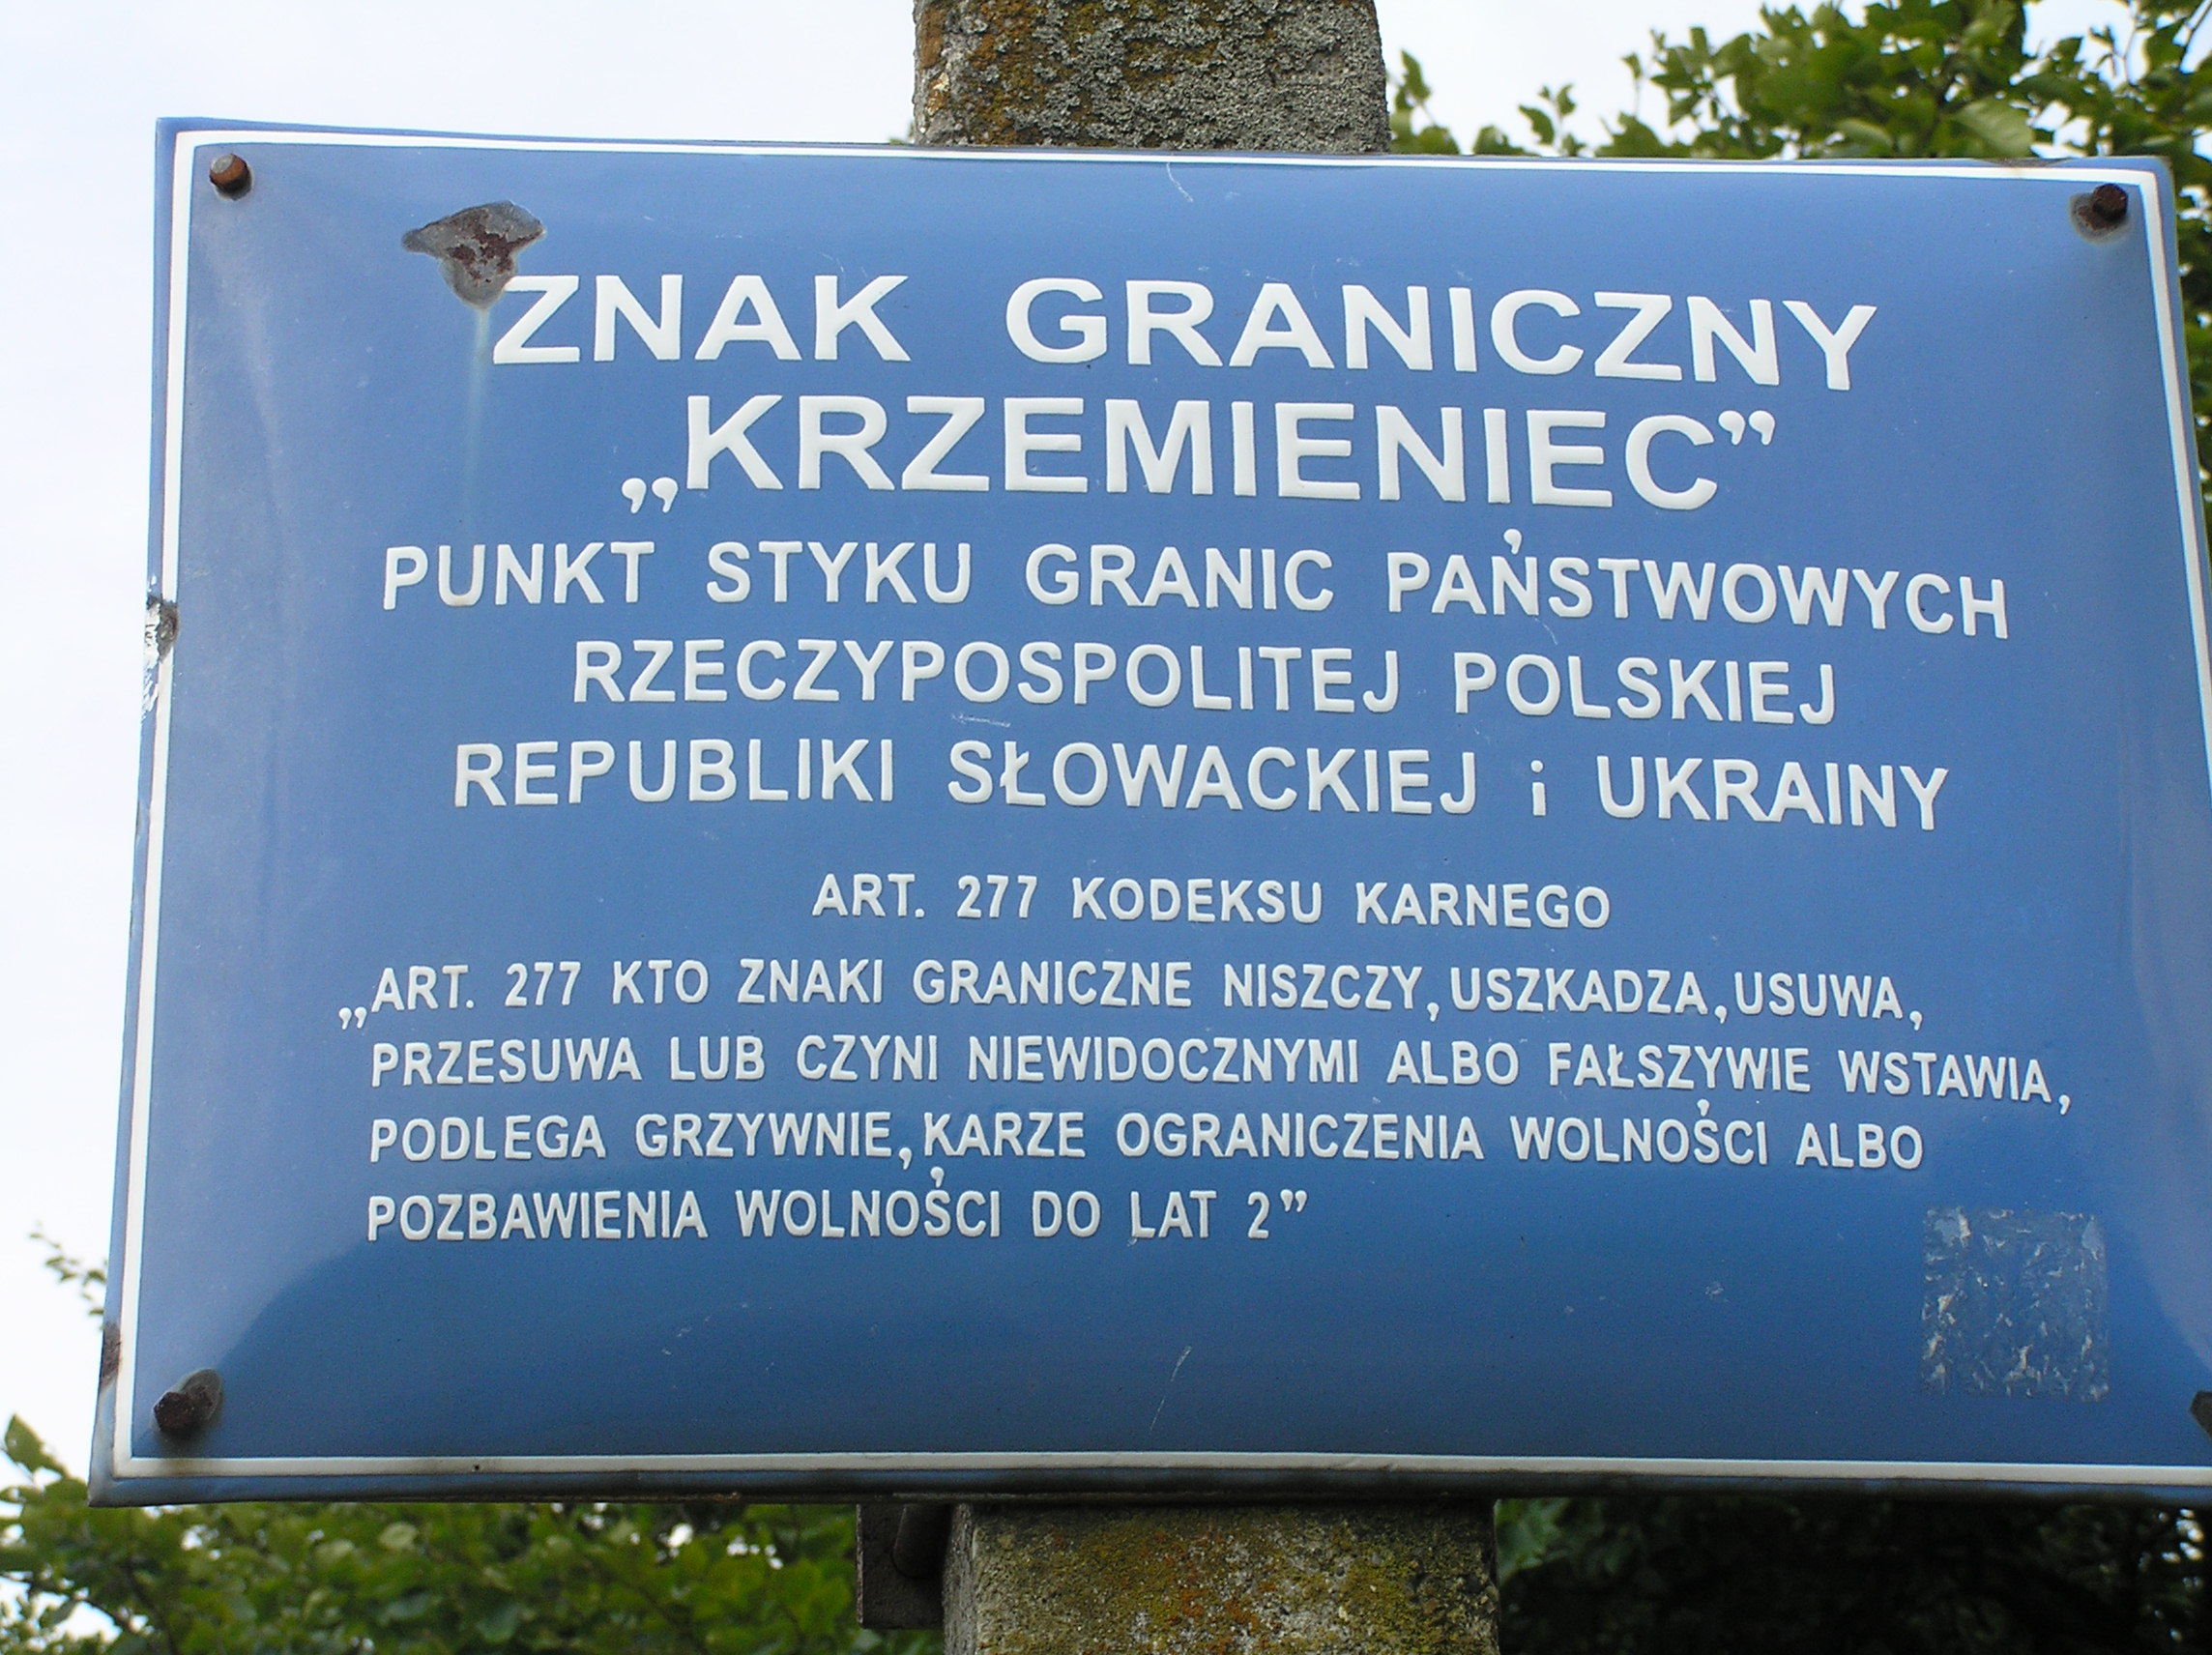 ZNAK GRANICZNY
„KRZEMIENIEC”
PUNKT STYKU GRANIC PAŃSTWOWYCH
RZECZYPOSPOLITEJ POLSKIEJ
REPUBLIKI SŁOWACKIEJ i UKRAINY
ART. 277 KODEKSU KARNEGO
„ART. 277 KTO ZNAKI GRANICZNE NISZCZY, USZKADZA, USUWA,
PRZESUWA LUB CZYNI NIEWIDOCZNYMI ALBO FAŁSZYWIE WSTAWIA,
PODLEGA GRZYWNIE, KARZE OGRANICZENIA WOLNOŚCI ALBO
POZBAWIENIA WOLNOŚCI DO LAT 2”